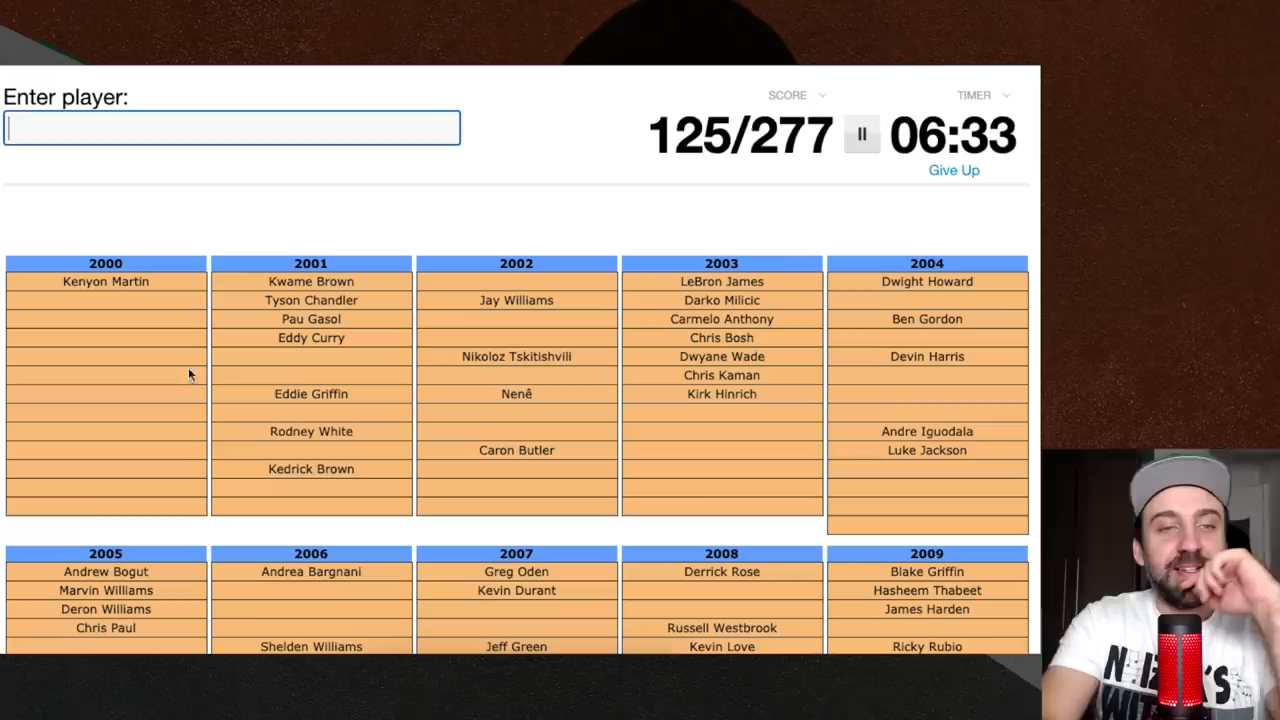 Enter player:
SCORE
TIMER
125/277
06:33
Give Up
2000 2001 2002 2003 2004
Kenyon Martin Kwame Brown LeBron James Dwight Howard
Tyson Chandler Jay Williams Darko Milicic
Pau Gasol Carmelo Anthony Ben Gordon
Eddy Curry Chris Bosh
Nikoloz Tskitishvili Dwyane Wade Devin Harris
Chris Kaman
Eddie Griffin Nenê Kirk Hinrich
Rodney White Andre Iguodala
Caron Butler Luke Jackson
Kedrick Brown
2005 2006 2007 2008 2009
Andrew Bogut Andrea Bargnani Greg Oden Derrick Rose Blake Griffin
Marvin Williams Kevin Durant Hasheem Thabeet
Deron Williams James Harden
Chris Paul Russell Westbrook
Shelden Williams Jeff Green Kevin Love Ricky Rubio